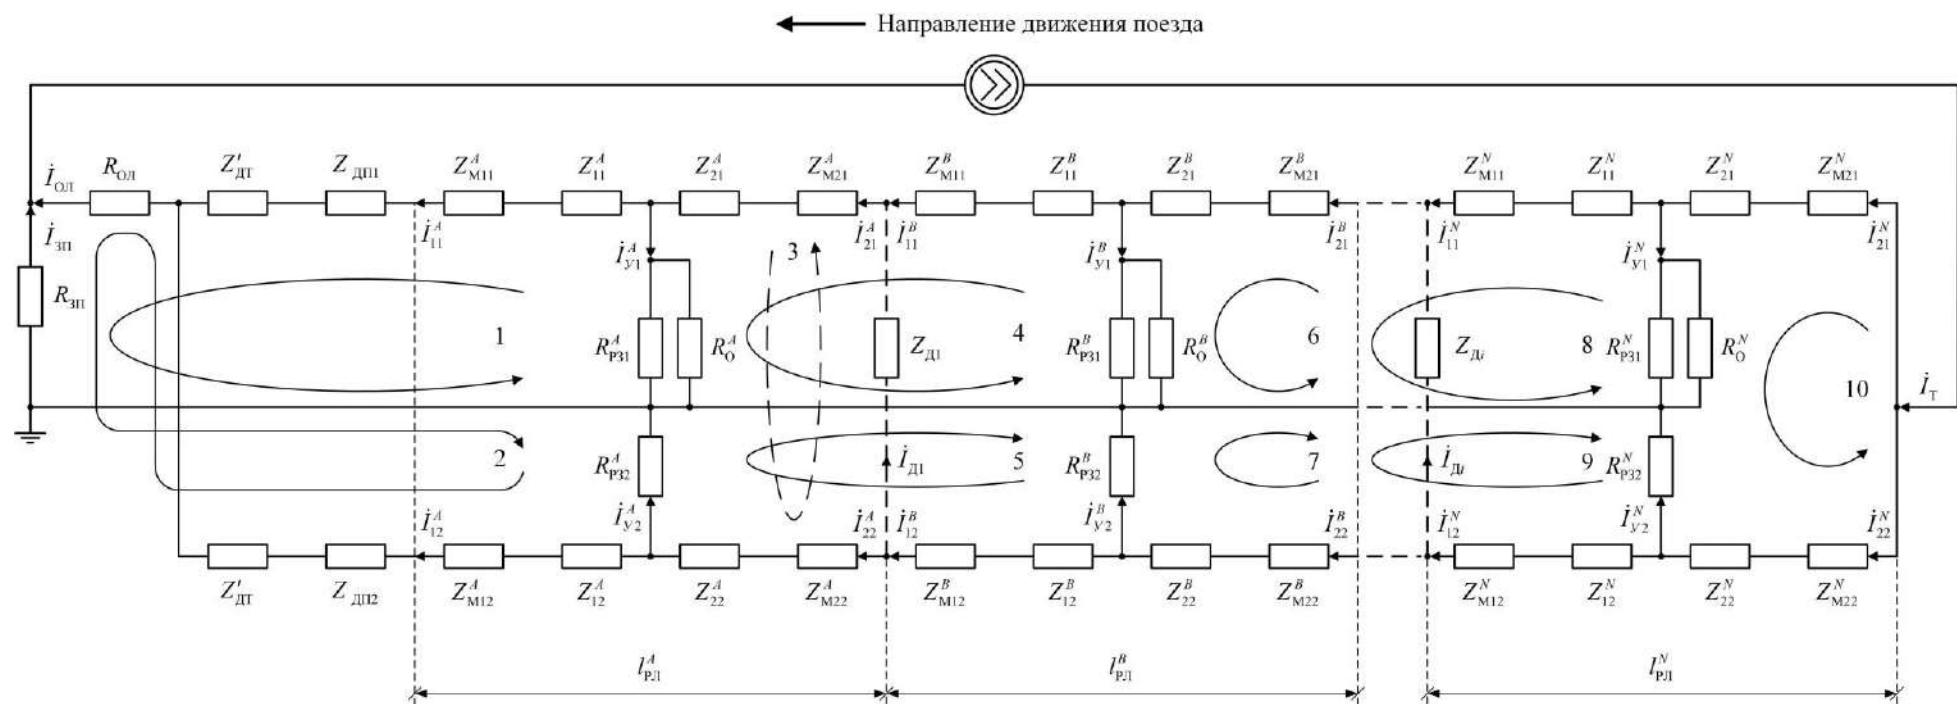 Направление движения поезда
İ_ОЛ R_ОЛ Z'_ДТ Z_ДП1 Z^A_М11 Z^A_11 Z^A_21 Z^A_М21 Z^B_М11 Z^B_11 Z^B_21 Z^B_М21 Z^N_М11 Z^N_11 Z^N_21 Z^N_М21
İ_ЗП İ^A_11 İ^A_У1 3 İ^A_21 İ^B_11 İ^B_У1 İ^B_21 İ^N_11 İ^N_У1 İ^N_21
R_ЗП 1 R^A_РЗ1 R^A_О Z_Д1 4 R^B_РЗ1 R^B_О 6 Z_Дi 8 R^N_РЗ1 R^N_О 10 İ_Т
2 R^A_РЗ2 İ_Д1 5 R^B_РЗ2 7 İ_Дi 9 R^N_РЗ2
İ^A_12 İ^A_У2 İ^A_22 İ^B_12 İ^B_У2 İ^B_22 İ^N_12 İ^N_У2 İ^N_22
Z'_ДТ Z_ДП2 Z^A_М12 Z^A_12 Z^A_22 Z^A_М22 Z^B_М12 Z^B_12 Z^B_22 Z^B_М22 Z^N_М12 Z^N_12 Z^N_22 Z^N_М22
l^A_РЛ l^B_РЛ l^N_РЛ